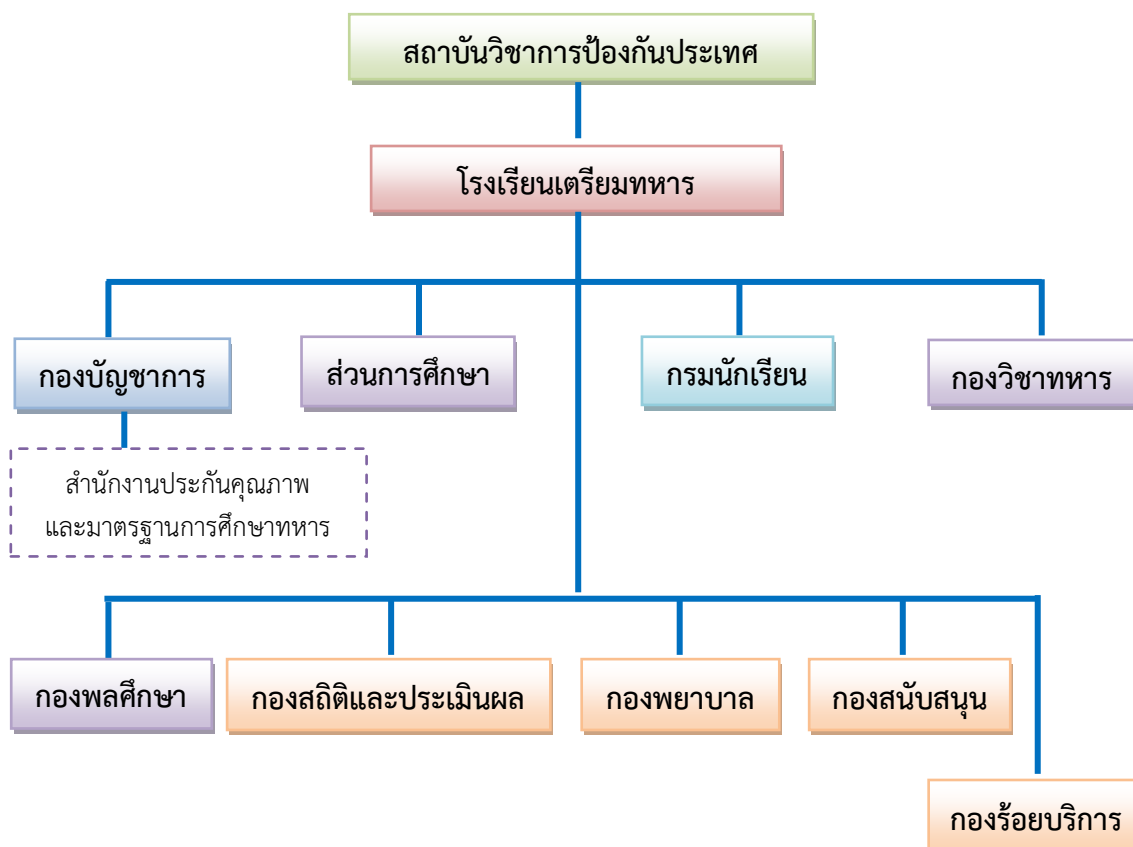 สถาบันวิชาการป้องกันประเทศ
โรงเรียนเตรียมทหาร
กองบัญชาการ
ส่วนการศึกษา
กรมนักเรียน
กองวิชาทหาร
สำนักงานประกันคุณภาพ
และมาตรฐานการศึกษาทหาร
กองพลศึกษา
กองสถิติและประเมินผล
กองพยาบาล
กองสนับสนุน
กองร้อยบริการ